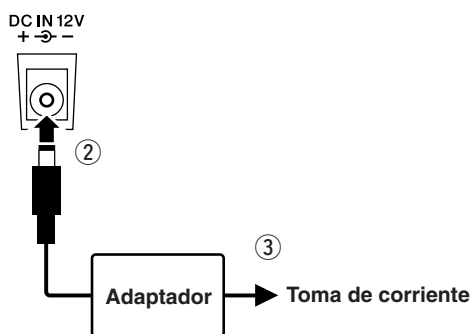 DC IN 12V
+ -
②
③
Adaptador
Toma de corriente